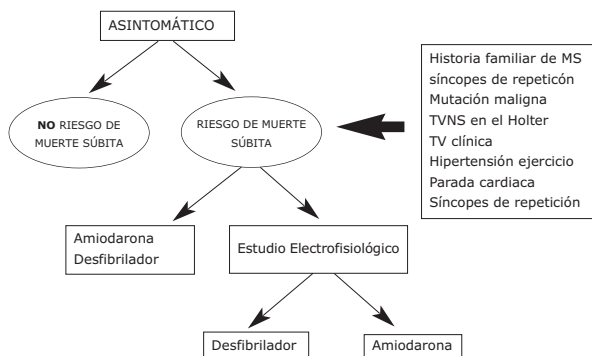 ASINTOMÁTICO
NO RIESGO DE
MUERTE SÚBITA
RIESGO DE MUERTE
SÚBITA
Historia familiar de MS
síncopes de repeticón
Mutación maligna
TVNS en el Holter
TV clínica
Hipertensión ejercicio
Parada cardiaca
Síncopes de repetición
Amiodarona
Desfibrilador
Estudio Electrofisiológico
Desfibrilador
Amiodarona